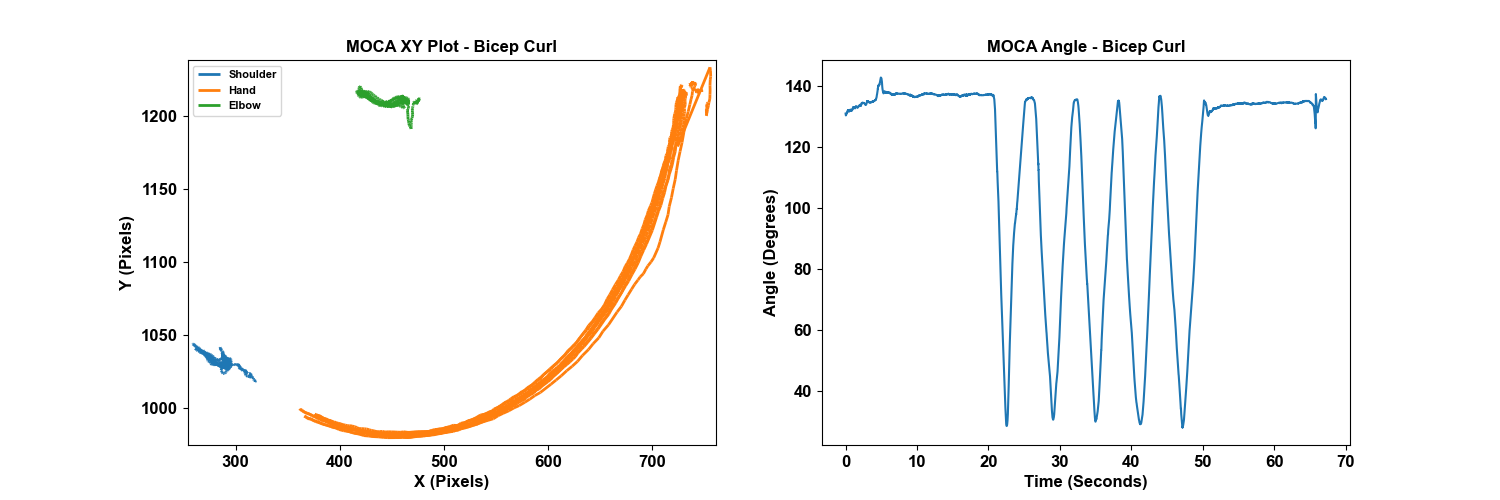 MOCA XY Plot - Bicep Curl
Shoulder
Hand
Elbow
Y (Pixels)
1200
1150
1100
1050
1000
300 400 500 600 700
X (Pixels)
MOCA Angle - Bicep Curl
Angle (Degrees)
140
120
100
80
60
40
0 10 20 30 40 50 60 70
Time (Seconds)